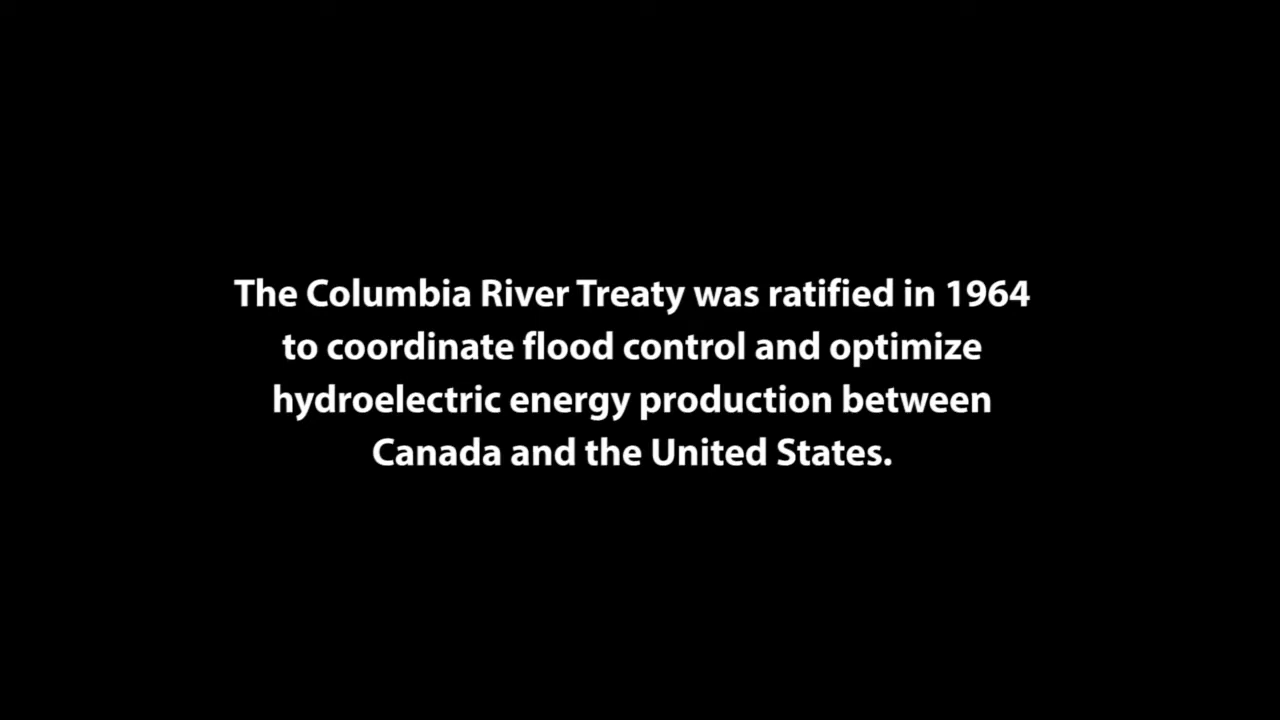 The Columbia River Treaty was ratified in 1964
to coordinate flood control and optimize
hydroelectric energy production between
Canada and the United States.